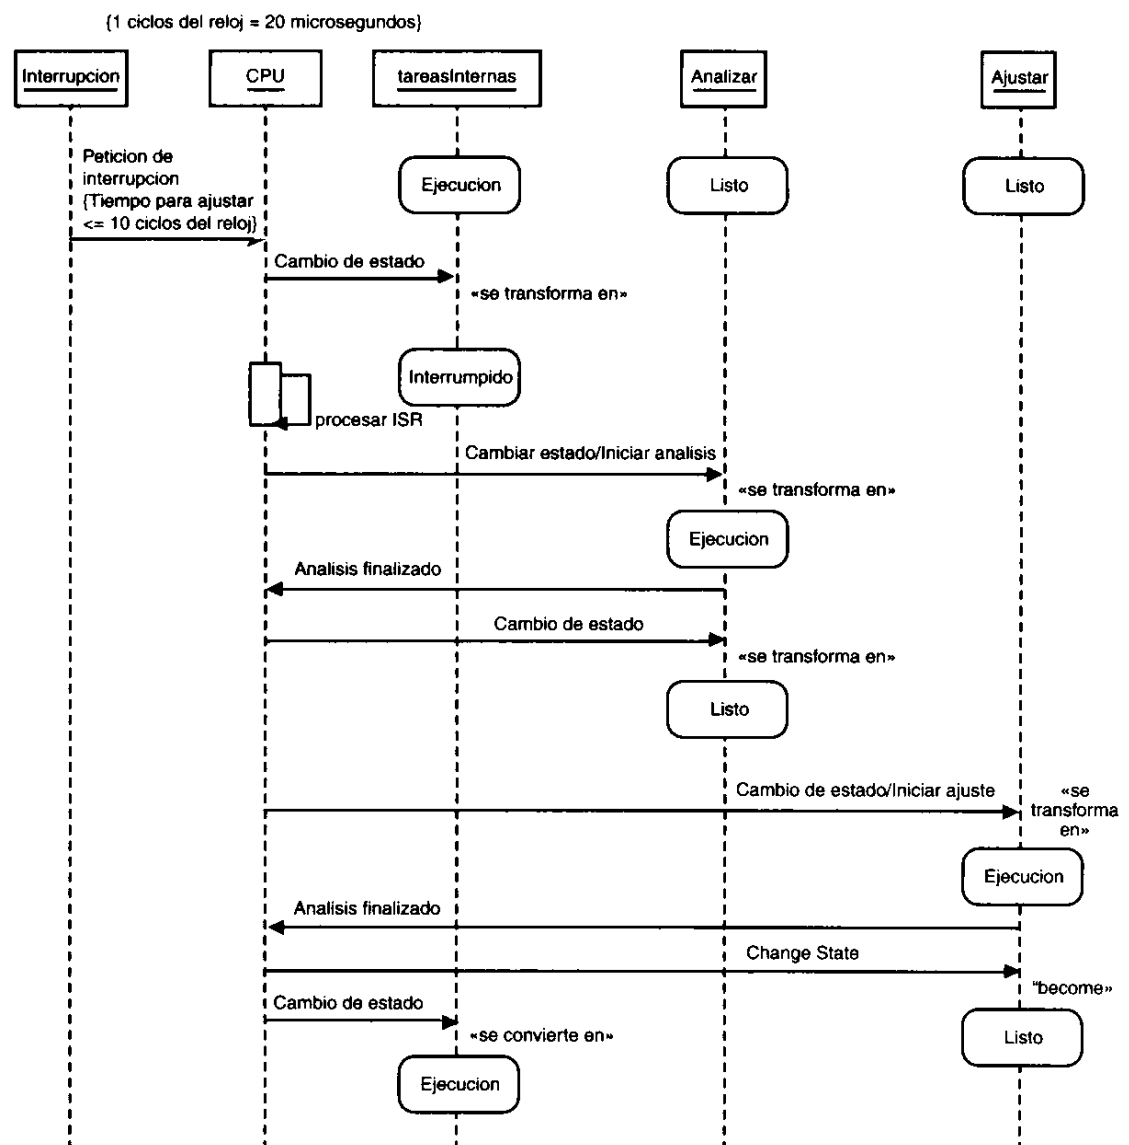 {1 ciclos del reloj = 20 microsegundos}
Interrupcion
CPU
tareasInternas
Analizar
Ajustar
Peticion de
interrupcion
{Tiempo para ajustar
<= 10 ciclos del reloj}
Ejecucion
Listo
Listo
Cambio de estado
«se transforma en»
Interrumpido
procesar ISR
Cambiar estado/Iniciar analisis
«se transforma en»
Ejecucion
Analisis finalizado
Cambio de estado
«se transforma en»
Listo
Cambio de estado/Iniciar ajuste
«se
transforma
en»
Ejecucion
Analisis finalizado
Change State
"become»
Cambio de estado
«se convierte en»
Listo
Ejecucion